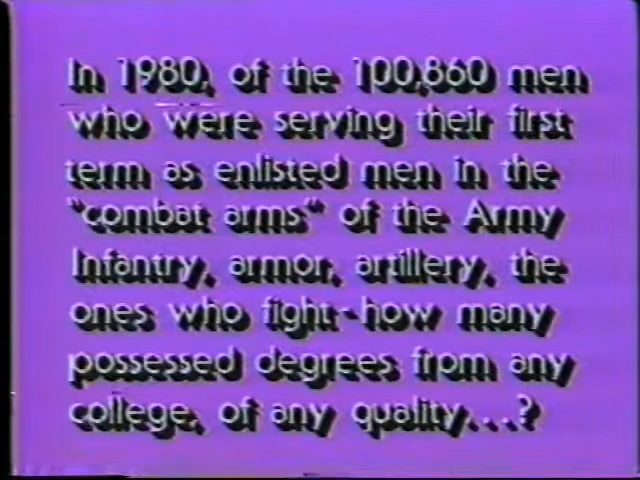 In 1980, of the 100,860 men
who were serving their first
term as enlisted men in the
"combat arms" of the Army
Infantry, armor, artillery, the
ones who fight-how many
possessed degrees from any
college, of any quality...?